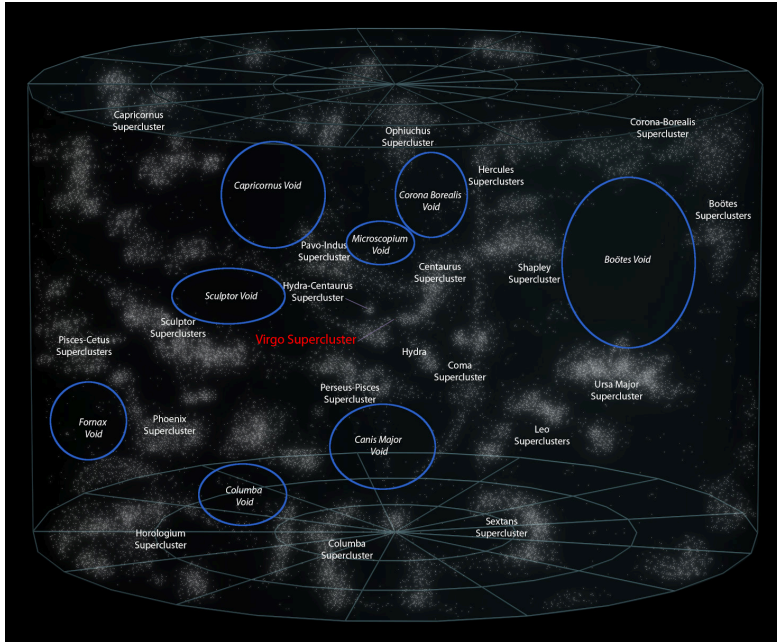 Capricornus
Supercluster
Ophiuchus
Supercluster
Corona-Borealis
Supercluster
Capricornus Void
Corona Borealis
Void
Hercules
Superclusters
Boötes
Superclusters
Microscopium
Void
Pavo-Indus
Supercluster
Centaurus
Supercluster
Shapley
Supercluster
Boötes Void
Sculptor Void
Hydra-Centaurus
Supercluster
Sculptor
Superclusters
Virgo Supercluster
Pisces-Cetus
Superclusters
Hydra
Coma
Supercluster
Perseus-Pisces
Supercluster
Ursa Major
Supercluster
Fornax
Void
Phoenix
Supercluster
Canis Major
Void
Leo
Superclusters
Columba
Void
Horologium
Supercluster
Columba
Supercluster
Sextans
Supercluster